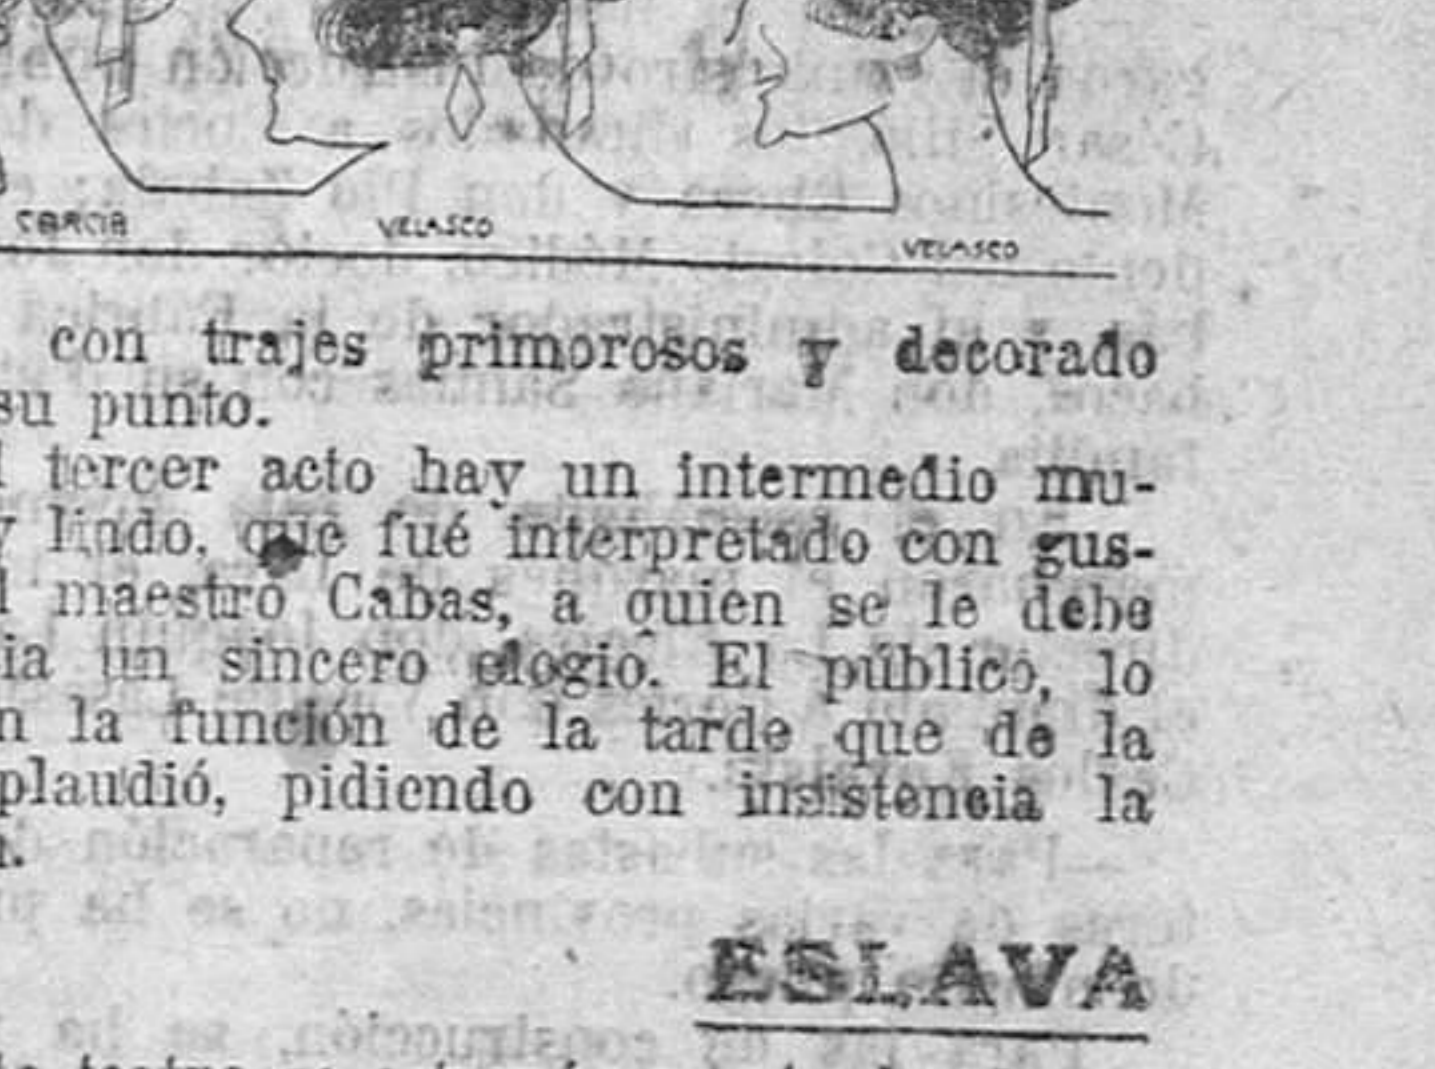 GARCIA VELASCO VELASCO
con trajes primorosos y decorado
su punto.
tercer acto hay un intermedio mu-
y lindo, que fué interpretado con gus-
l maestro Cabas, a quien se le debe
ia un sincero elogio. El público, lo
n la función de la tarde que de la
plaudió, pidiendo con insistencia la
ESLAVA